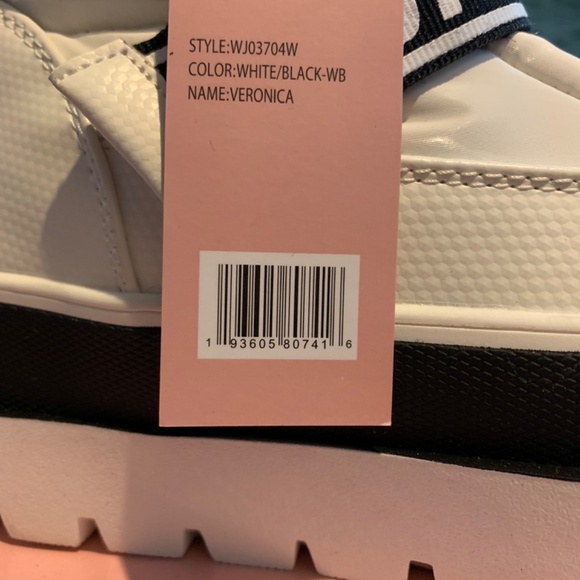 STYLE:WJ03704W
COLOR:WHITE/BLACK-WB
NAME:VERONICA
1 93605 80741 6